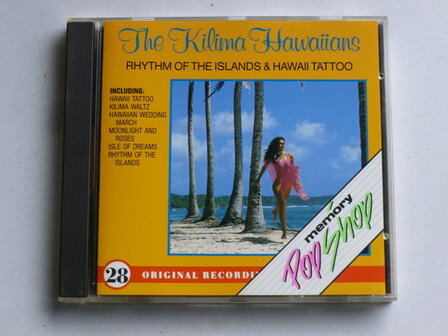 The Kilima Hawaiians
RHYTHM OF THE ISLANDS & HAWAII TATTOO
INCLUDING:
HAWAII TATTOO
KILIMA WALTZ
HAWAIIAN WEDDING
MARCH
MOONLIGHT AND
ROSES
ISLE OF DREAMS
RHYTHM OF THE
ISLANDS
memory
Pop Shop
28 ORIGINAL